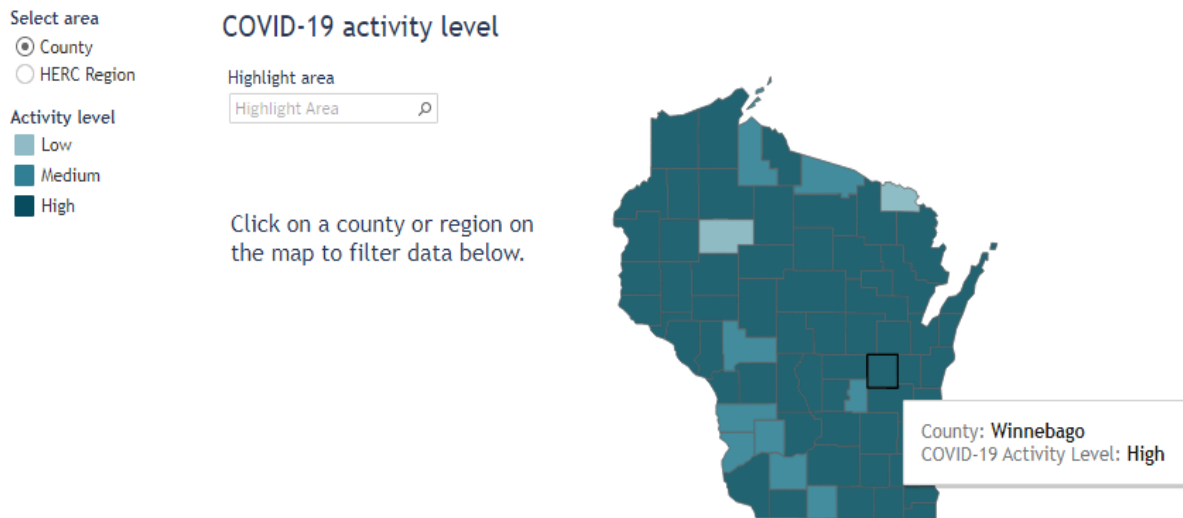 Select area
County
HERC Region
Activity level
Low
Medium
High
COVID-19 activity level
Highlight area
Highlight Area
Click on a county or region on
the map to filter data below.
County: Winnebago
COVID-19 Activity Level: High